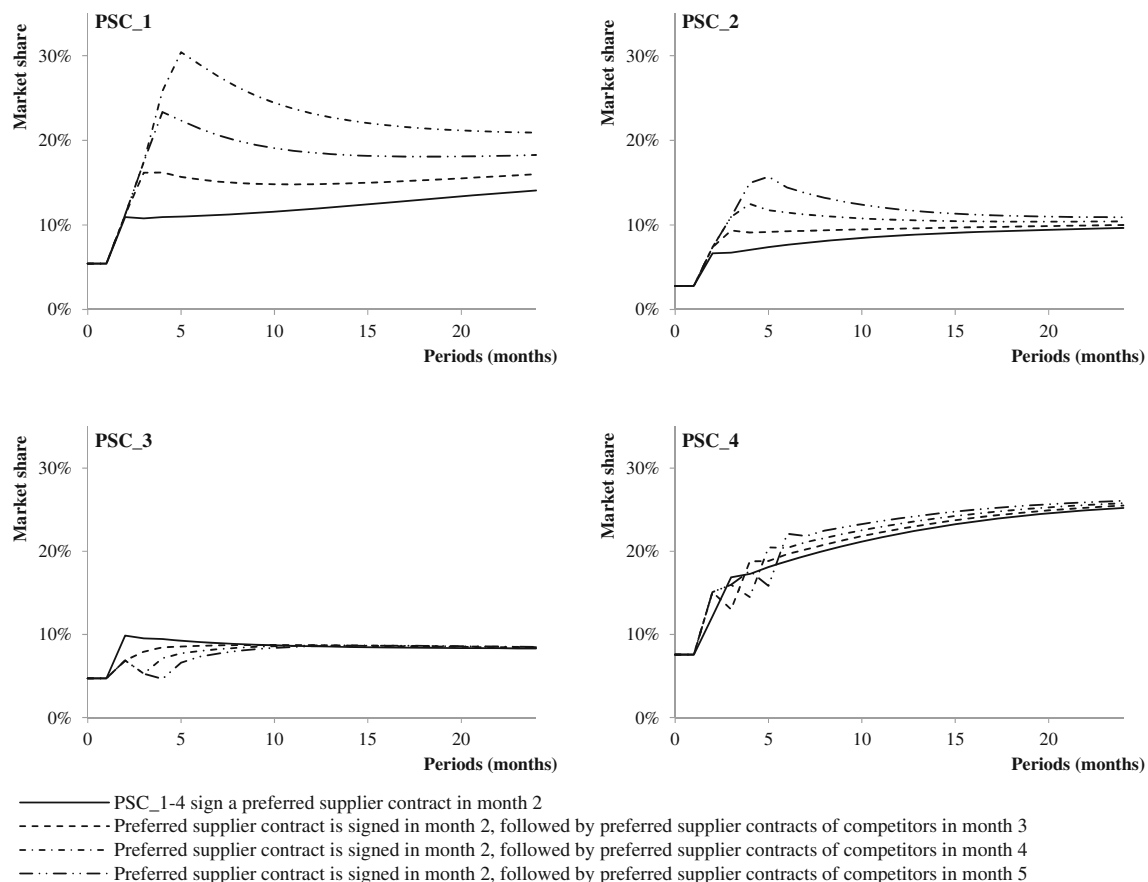 PSC_1
Market share
30%
20%
10%
0%
0 5 10 15 20
Periods (months)
PSC_2
Market share
30%
20%
10%
0%
0 5 10 15 20
Periods (months)
PSC_3
Market share
30%
20%
10%
0%
0 5 10 15 20
Periods (months)
PSC_4
Market share
30%
20%
10%
0%
0 5 10 15 20
Periods (months)
PSC_1-4 sign a preferred supplier contract in month 2
Preferred supplier contract is signed in month 2, followed by preferred supplier contracts of competitors in month 3
Preferred supplier contract is signed in month 2, followed by preferred supplier contracts of competitors in month 4
Preferred supplier contract is signed in month 2, followed by preferred supplier contracts of competitors in month 5